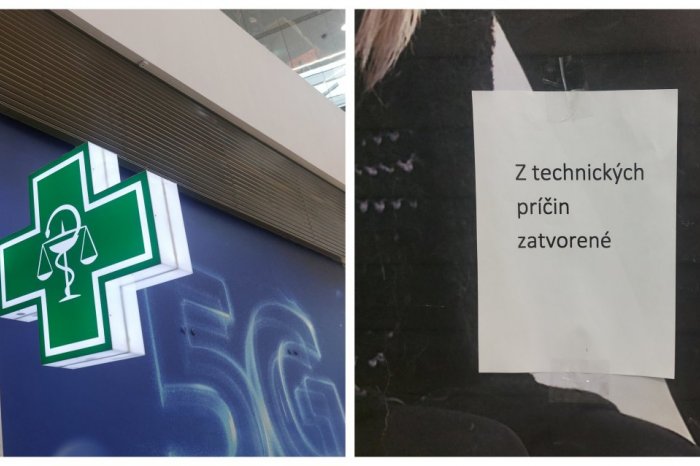 5G
Z technických
príčin
zatvorené